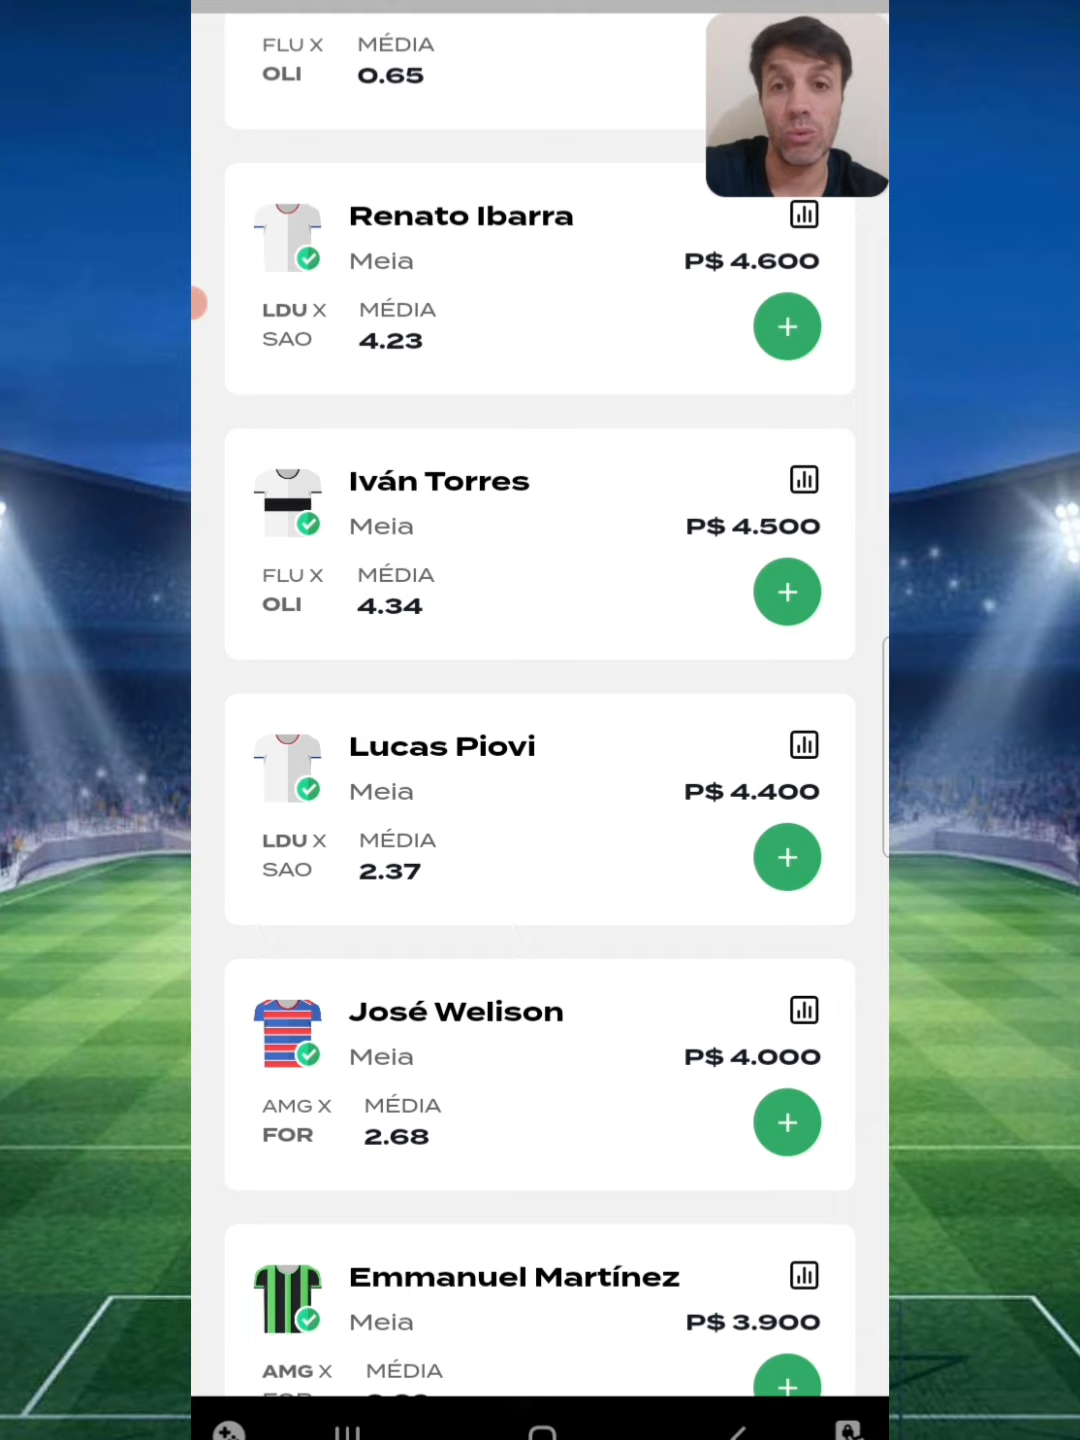 FLU X MÉDIA
OLI 0.65
Renato Ibarra
Meia P$ 4.600
LDU X MÉDIA
SAO 4.23
Iván Torres
Meia P$ 4.500
FLU X MÉDIA
OLI 4.34
Lucas Piovi
Meia P$ 4.400
LDU X MÉDIA
SAO 2.37
José Welison
Meia P$ 4.000
AMG X MÉDIA
FOR 2.68
Emmanuel Martínez
Meia P$ 3.900
AMG X MÉDIA